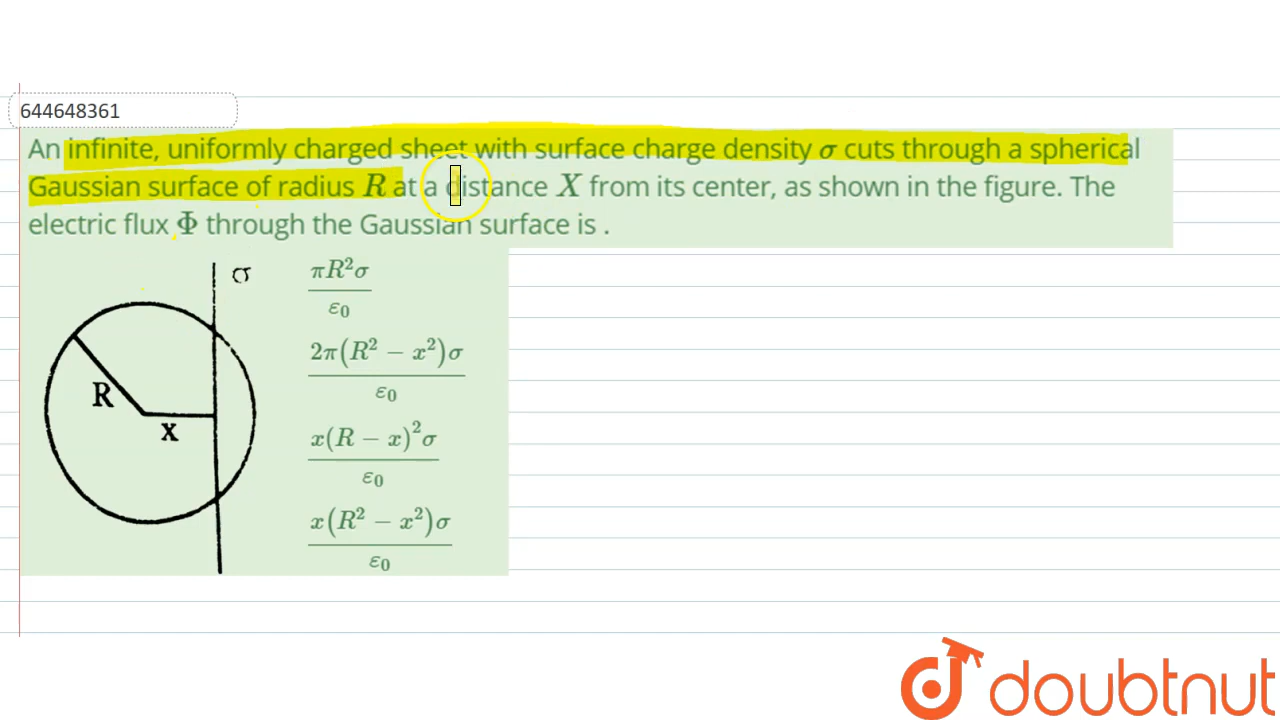 644648361
An infinite, uniformly charged sheet with surface charge density σ cuts through a spherical
Gaussian surface of radius R at a distance X from its center, as shown in the figure. The
electric flux Φ through the Gaussian surface is .
σ
R
x
πR²σ / ε₀
2π(R² − x²)σ / ε₀
x(R − x)²σ / ε₀
x(R² − x²)σ / ε₀
doubtnut